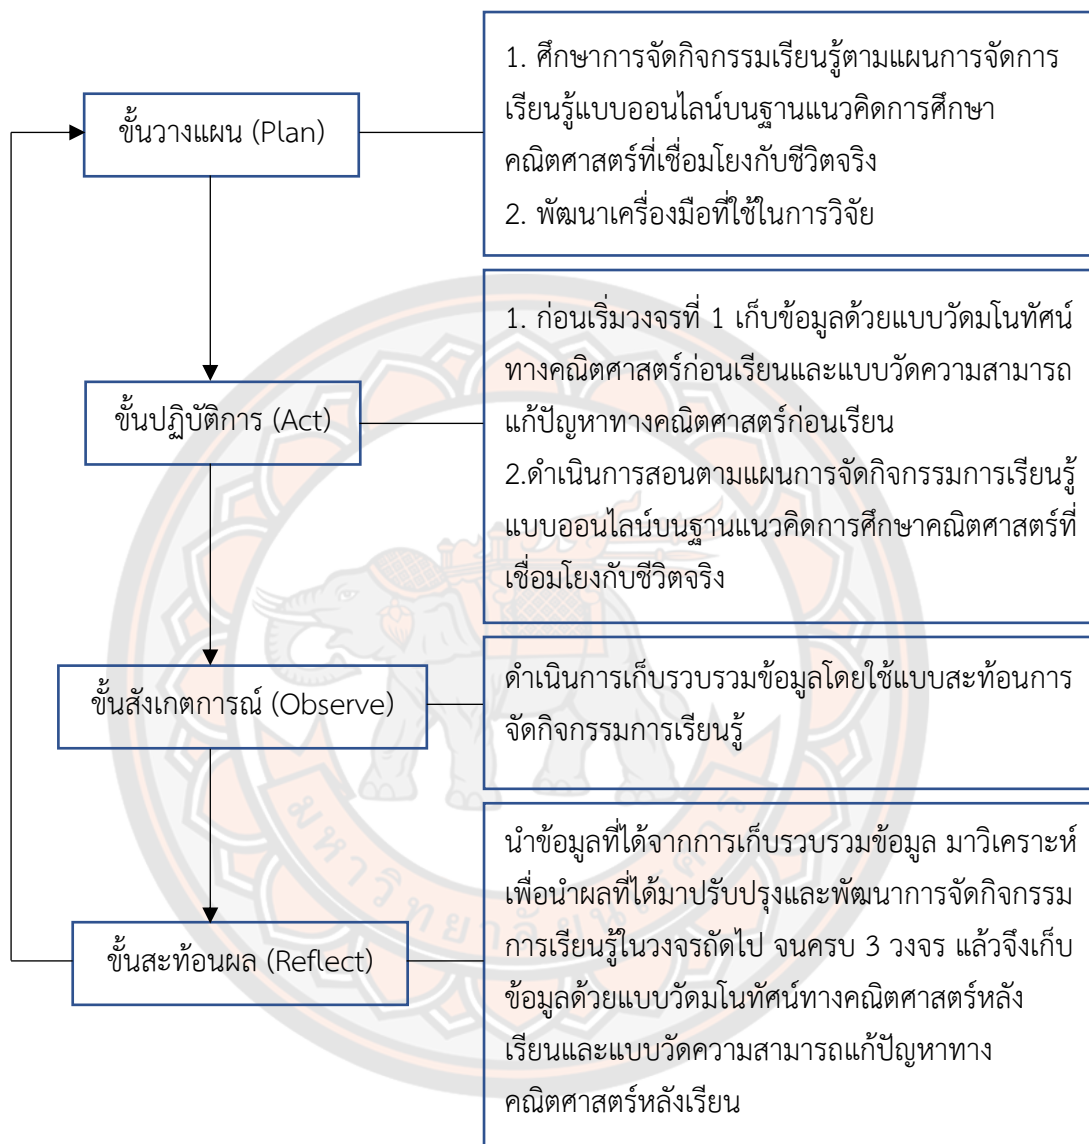 ขั้นวางแผน (Plan)
1. ศึกษาการจัดกิจกรรมเรียนรู้ตามแผนการจัดการ
เรียนรู้แบบออนไลน์บนฐานแนวคิดการศึกษา
คณิตศาสตร์ที่เชื่อมโยงกับชีวิตจริง
2. พัฒนาเครื่องมือที่ใช้ในการวิจัย
ขั้นปฏิบัติการ (Act)
1. ก่อนเริ่มวงจรที่ 1 เก็บข้อมูลด้วยแบบวัดมโนทัศน์
ทางคณิตศาสตร์ก่อนเรียนและแบบวัดความสามารถ
แก้ปัญหาทางคณิตศาสตร์ก่อนเรียน
2.ดำเนินการสอนตามแผนการจัดกิจกรรมการเรียนรู้
แบบออนไลน์บนฐานแนวคิดการศึกษาคณิตศาสตร์ที่
เชื่อมโยงกับชีวิตจริง
ขั้นสังเกตการณ์ (Observe)
ดำเนินการเก็บรวบรวมข้อมูลโดยใช้แบบสะท้อนการ
จัดกิจกรรมการเรียนรู้
ขั้นสะท้อนผล (Reflect)
นำข้อมูลที่ได้จากการเก็บรวบรวมข้อมูล มาวิเคราะห์
เพื่อนำผลที่ได้มาปรับปรุงและพัฒนาการจัดกิจกรรม
การเรียนรู้ในวงจรถัดไป จนครบ 3 วงจร แล้วจึงเก็บ
ข้อมูลด้วยแบบวัดมโนทัศน์ทางคณิตศาสตร์หลัง
เรียนและแบบวัดความสามารถแก้ปัญหาทาง
คณิตศาสตร์หลังเรียน